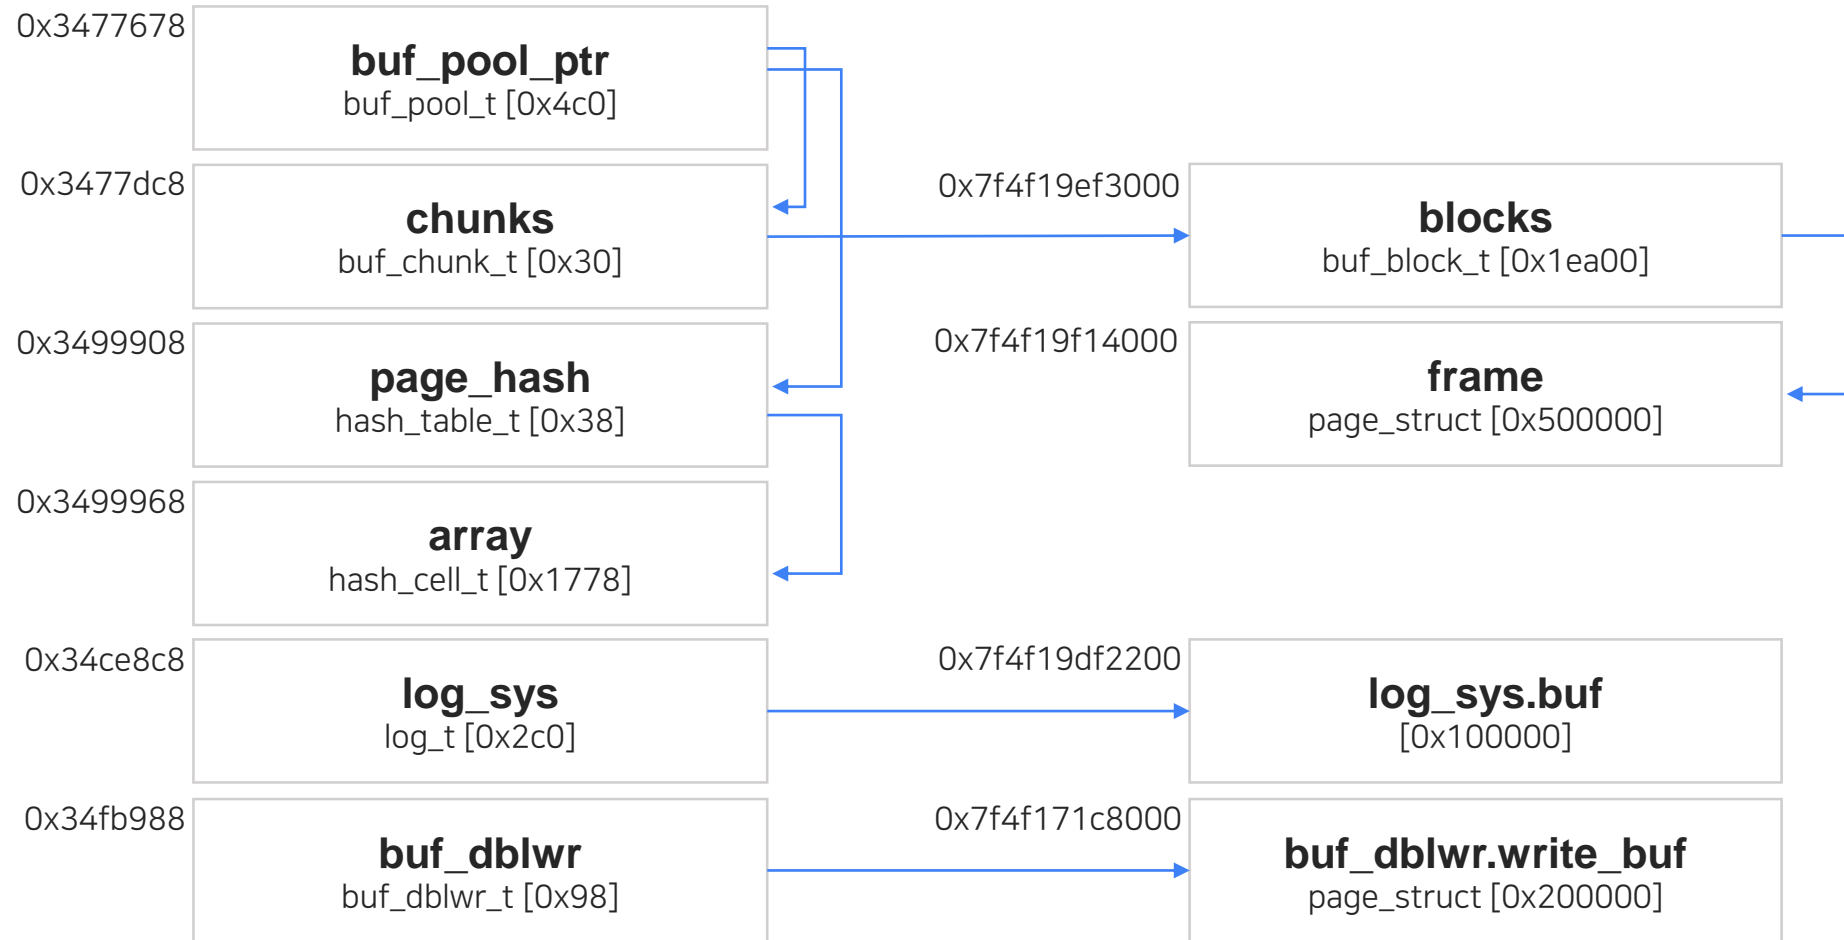 0x3477678
buf_pool_ptr
buf_pool_t [0x4c0]
0x3477dc8
chunks
buf_chunk_t [0x30]
0x7f4f19ef3000
blocks
buf_block_t [0x1ea00]
0x3499908
page_hash
hash_table_t [0x38]
0x7f4f19f14000
frame
page_struct [0x500000]
0x3499968
array
hash_cell_t [0x1778]
0x34ce8c8
log_sys
log_t [0x2c0]
0x7f4f19df2200
log_sys.buf
[0x100000]
0x34fb988
buf_dblwr
buf_dblwr_t [0x98]
0x7f4f171c8000
buf_dblwr.write_buf
page_struct [0x200000]